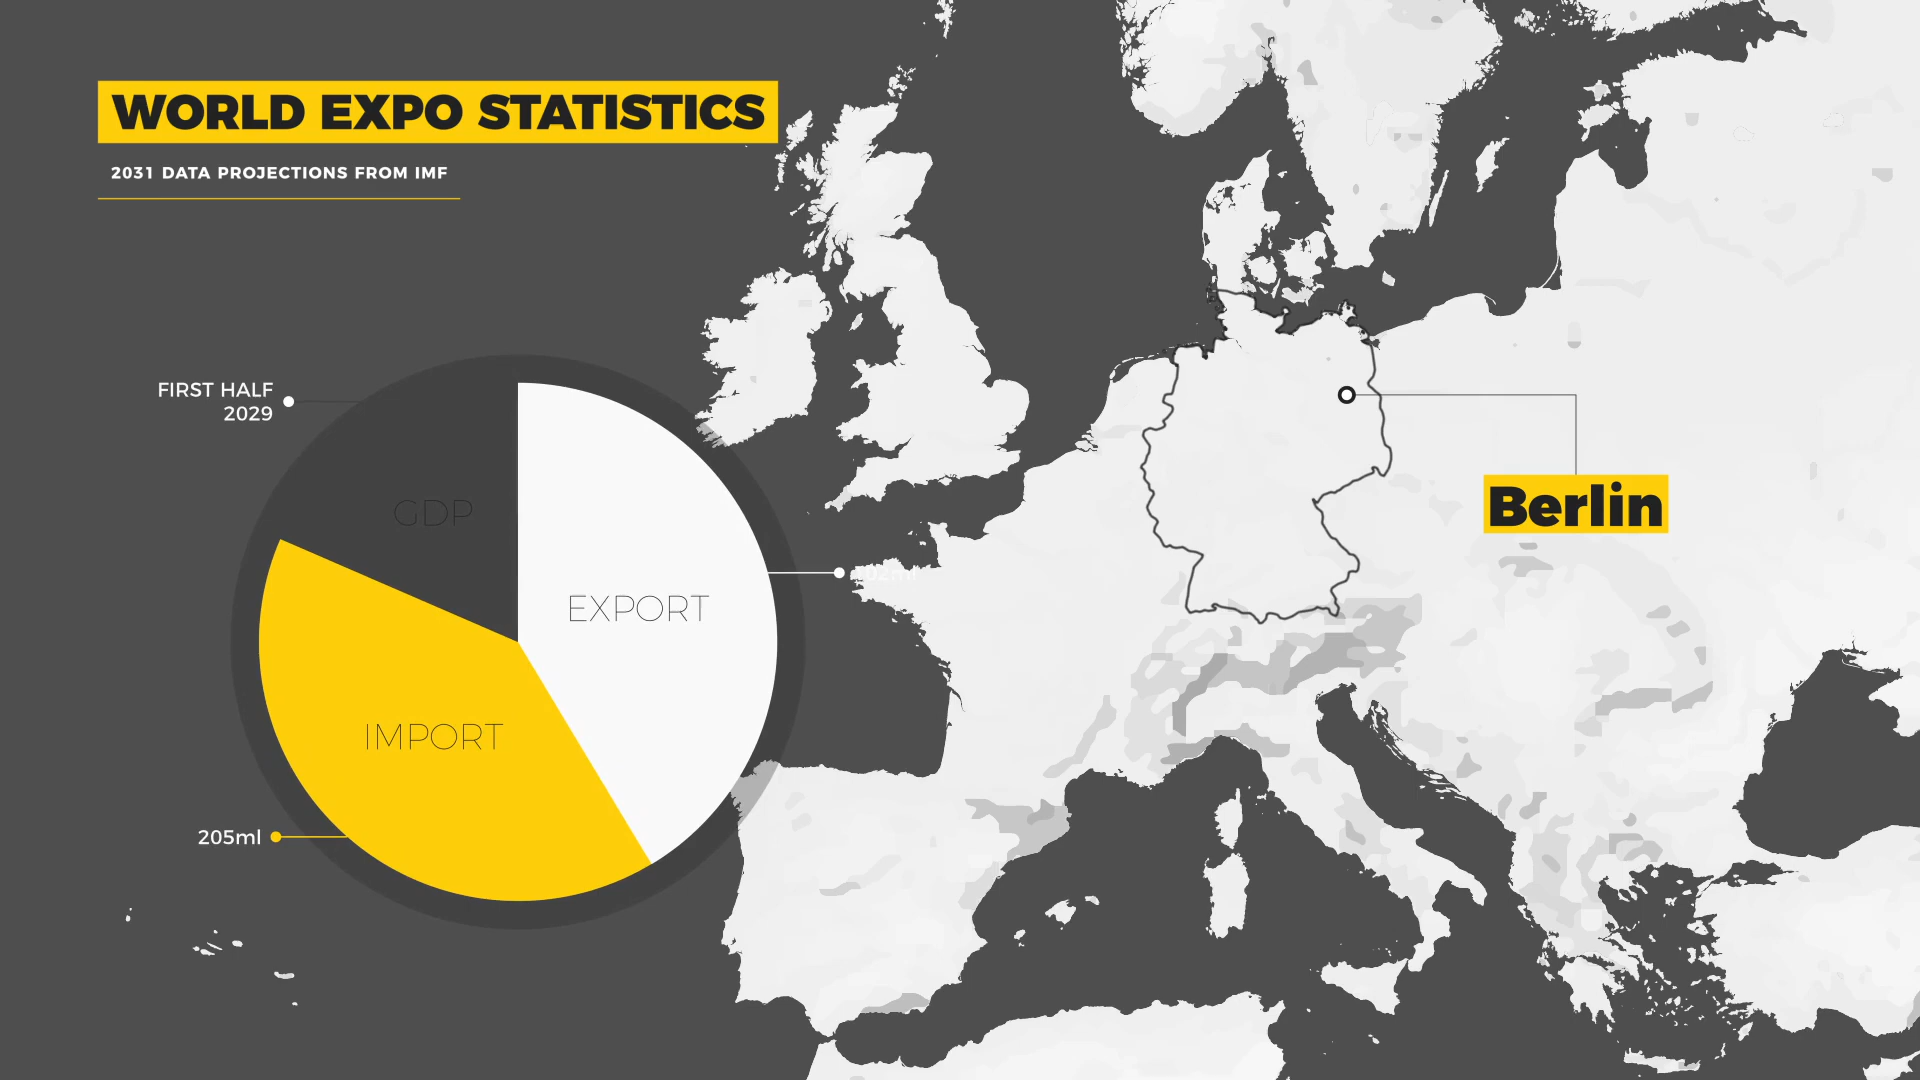 WORLD EXPO STATISTICS
2031 DATA PROJECTIONS FROM IMF
FIRST HALF
2029
GDP
EXPORT
IMPORT
205ml
Berlin